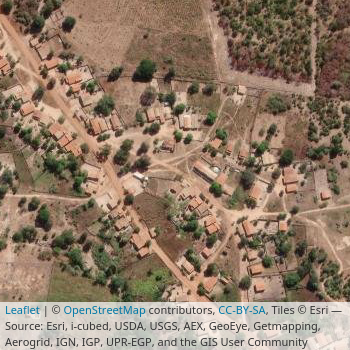 Leaflet | © OpenStreetMap contributors, CC-BY-SA, Tiles © Esri —
Source: Esri, i-cubed, USDA, USGS, AEX, GeoEye, Getmapping,
Aerogrid, IGN, IGP, UPR-EGP, and the GIS User Community